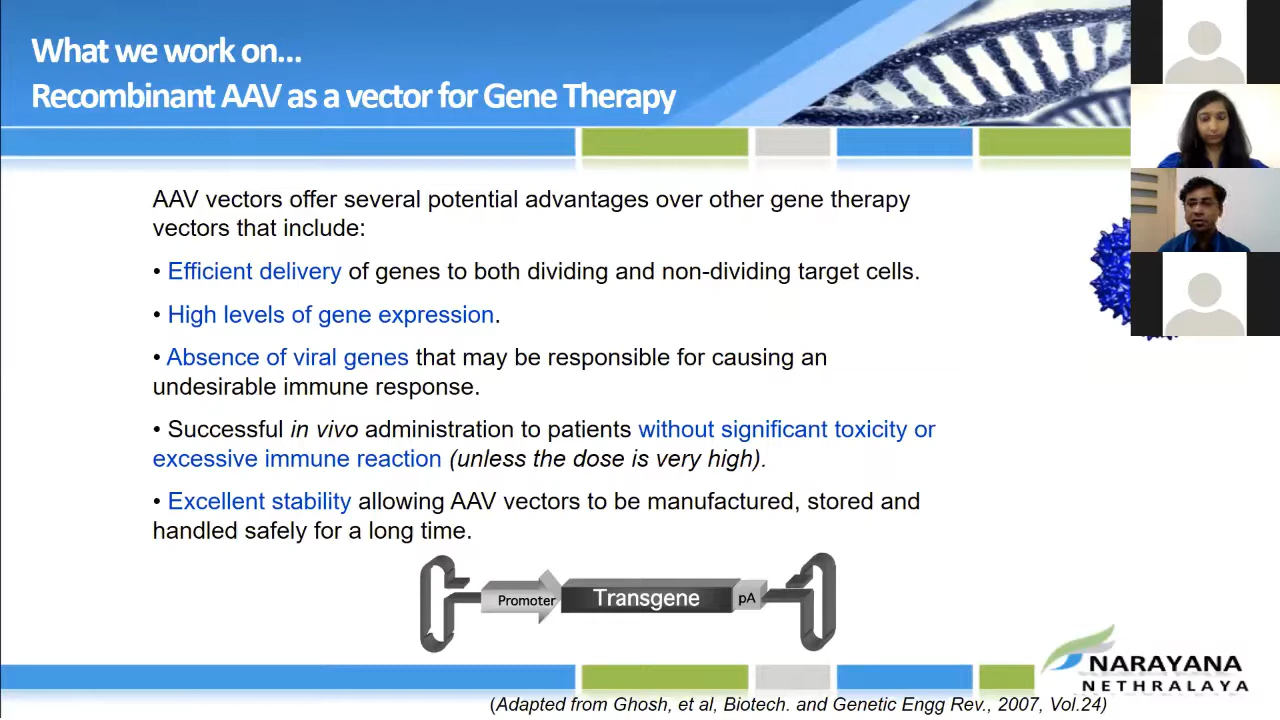 What we work on...
Recombinant AAV as a vector for Gene Therapy
AAV vectors offer several potential advantages over other gene therapy
vectors that include:
• Efficient delivery of genes to both dividing and non-dividing target cells.
• High levels of gene expression.
• Absence of viral genes that may be responsible for causing an
undesirable immune response.
• Successful in vivo administration to patients without significant toxicity or
excessive immune reaction (unless the dose is very high).
• Excellent stability allowing AAV vectors to be manufactured, stored and
handled safely for a long time.
Promoter Transgene pA
NARAYANA
NETHRALAYA
(Adapted from Ghosh, et al, Biotech. and Genetic Engg Rev., 2007, Vol.24)